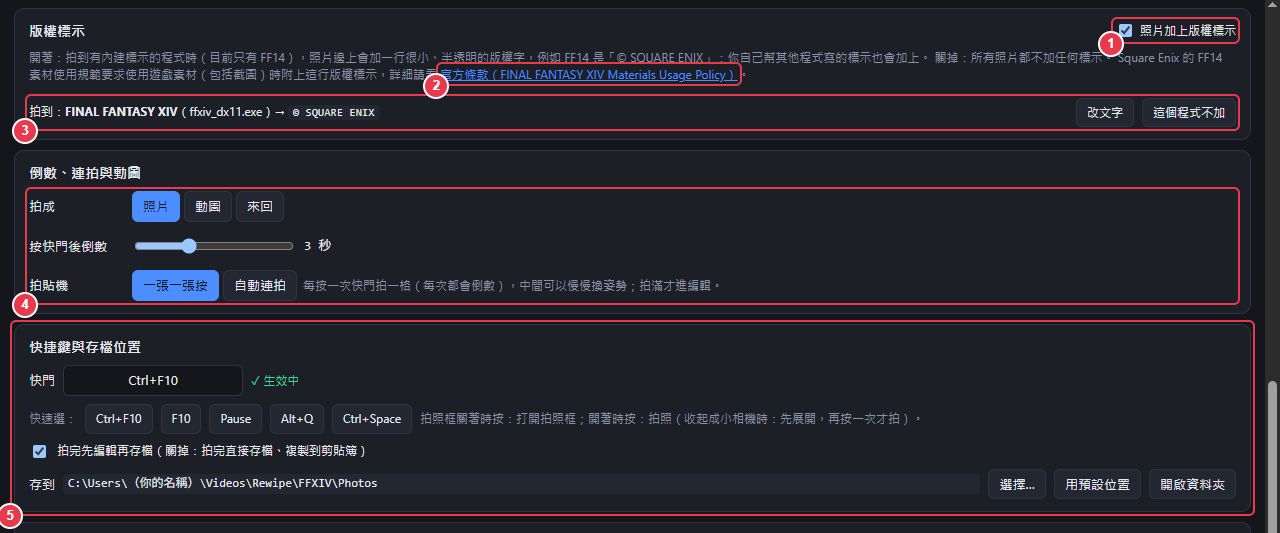 版權標示
照片加上版權標示
1
開著：拍到有內建標示的程式時（目前只有 FF14），照片邊上會加一行很小、半透明的版權字，例如 FF14 是「© SQUARE ENIX」；你自己幫其他程式寫的標示也會加上。 關掉：所有照片都不加任何標示。 Square Enix 的 FF14
素材使用規範要求使用遊戲素材（包括截圖）時附上這行版權標示，詳細請看 官方條款（FINAL FANTASY XIV Materials Usage Policy）。
2
拍到：FINAL FANTASY XIV（ffxiv_dx11.exe）→ © SQUARE ENIX 改文字 這個程式不加
3
倒數、連拍與動圖
拍成 照片 動圖 來回
按快門後倒數 3 秒
拍貼機 一張一張按 自動連拍 每按一次快門拍一格（每次都會倒數），中間可以慢慢換姿勢；拍滿才進編輯。
4
快捷鍵與存檔位置
快門 Ctrl+F10 ✓ 生效中
快速選： Ctrl+F10 F10 Pause Alt+Q Ctrl+Space 拍照框關著時按：打開拍照框；開著時按：拍照（收起成小相機時：先展開，再按一次才拍）。
拍完先編輯再存檔（關掉：拍完直接存檔、複製到剪貼簿）
存到 C:\Users\（你的名稱）\Videos\Rewipe\FFXIV\Photos 選擇... 用預設位置 開啟資料夾
5